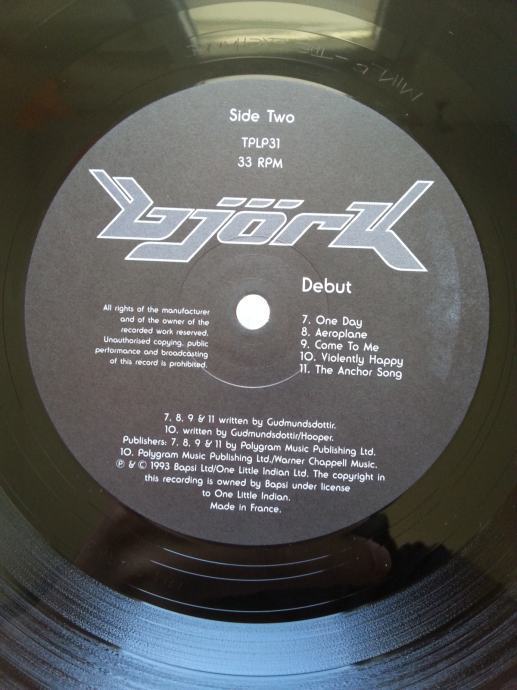 Side Two
TPLP31
33 RPM
björk
Debut
All rights of the manufacturer
and of the owner of the
recorded work reserved.
Unauthorised copying, public
performance and broadcasting
of this record is prohibited.
7. One Day
8. Aeroplane
9. Come To Me
10. Violently Happy
11. The Anchor Song
7, 8, 9 & 11 written by Gudmundsdottir.
10. written by Gudmundsdottir/Hooper.
Publishers: 7, 8, 9 & 11 by Polygram Music Publishing Ltd.
10. Polygram Music Publishing Ltd./Warner Chappell Music.
℗ & © 1993 Bapsi Ltd/One Little Indian Ltd. The copyright in
this recording is owned by Bapsi under license
to One Little Indian.
Made in France.